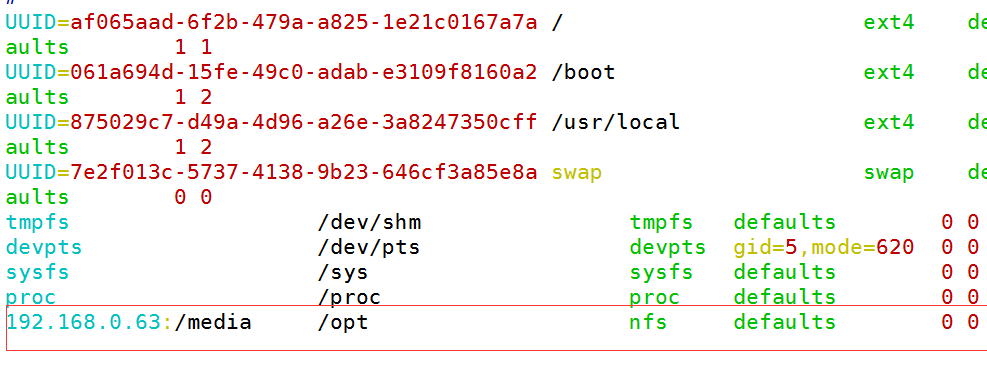 #
UUID=af065aad-6f2b-479a-a825-1e21c0167a7a / ext4 de
aults 1 1
UUID=061a694d-15fe-49c0-adab-e3109f8160a2 /boot ext4 de
aults 1 2
UUID=875029c7-d49a-4d96-a26e-3a8247350cff /usr/local ext4 de
aults 1 2
UUID=7e2f013c-5737-4138-9b23-646cf3a85e8a swap swap de
aults 0 0
tmpfs /dev/shm tmpfs defaults 0 0
devpts /dev/pts devpts gid=5,mode=620 0 0
sysfs /sys sysfs defaults 0 0
proc /proc proc defaults 0 0
192.168.0.63:/media /opt nfs defaults 0 0